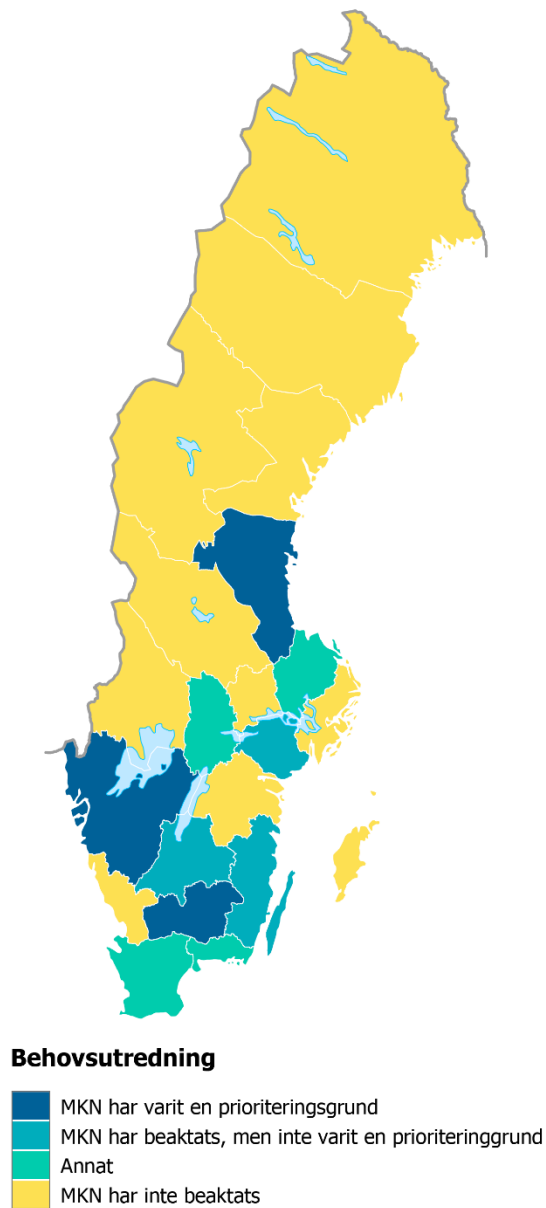 Behovsutredning
MKN har varit en prioriteringsgrund
MKN har beaktats, men inte varit en prioriteringgrund
Annat
MKN har inte beaktats